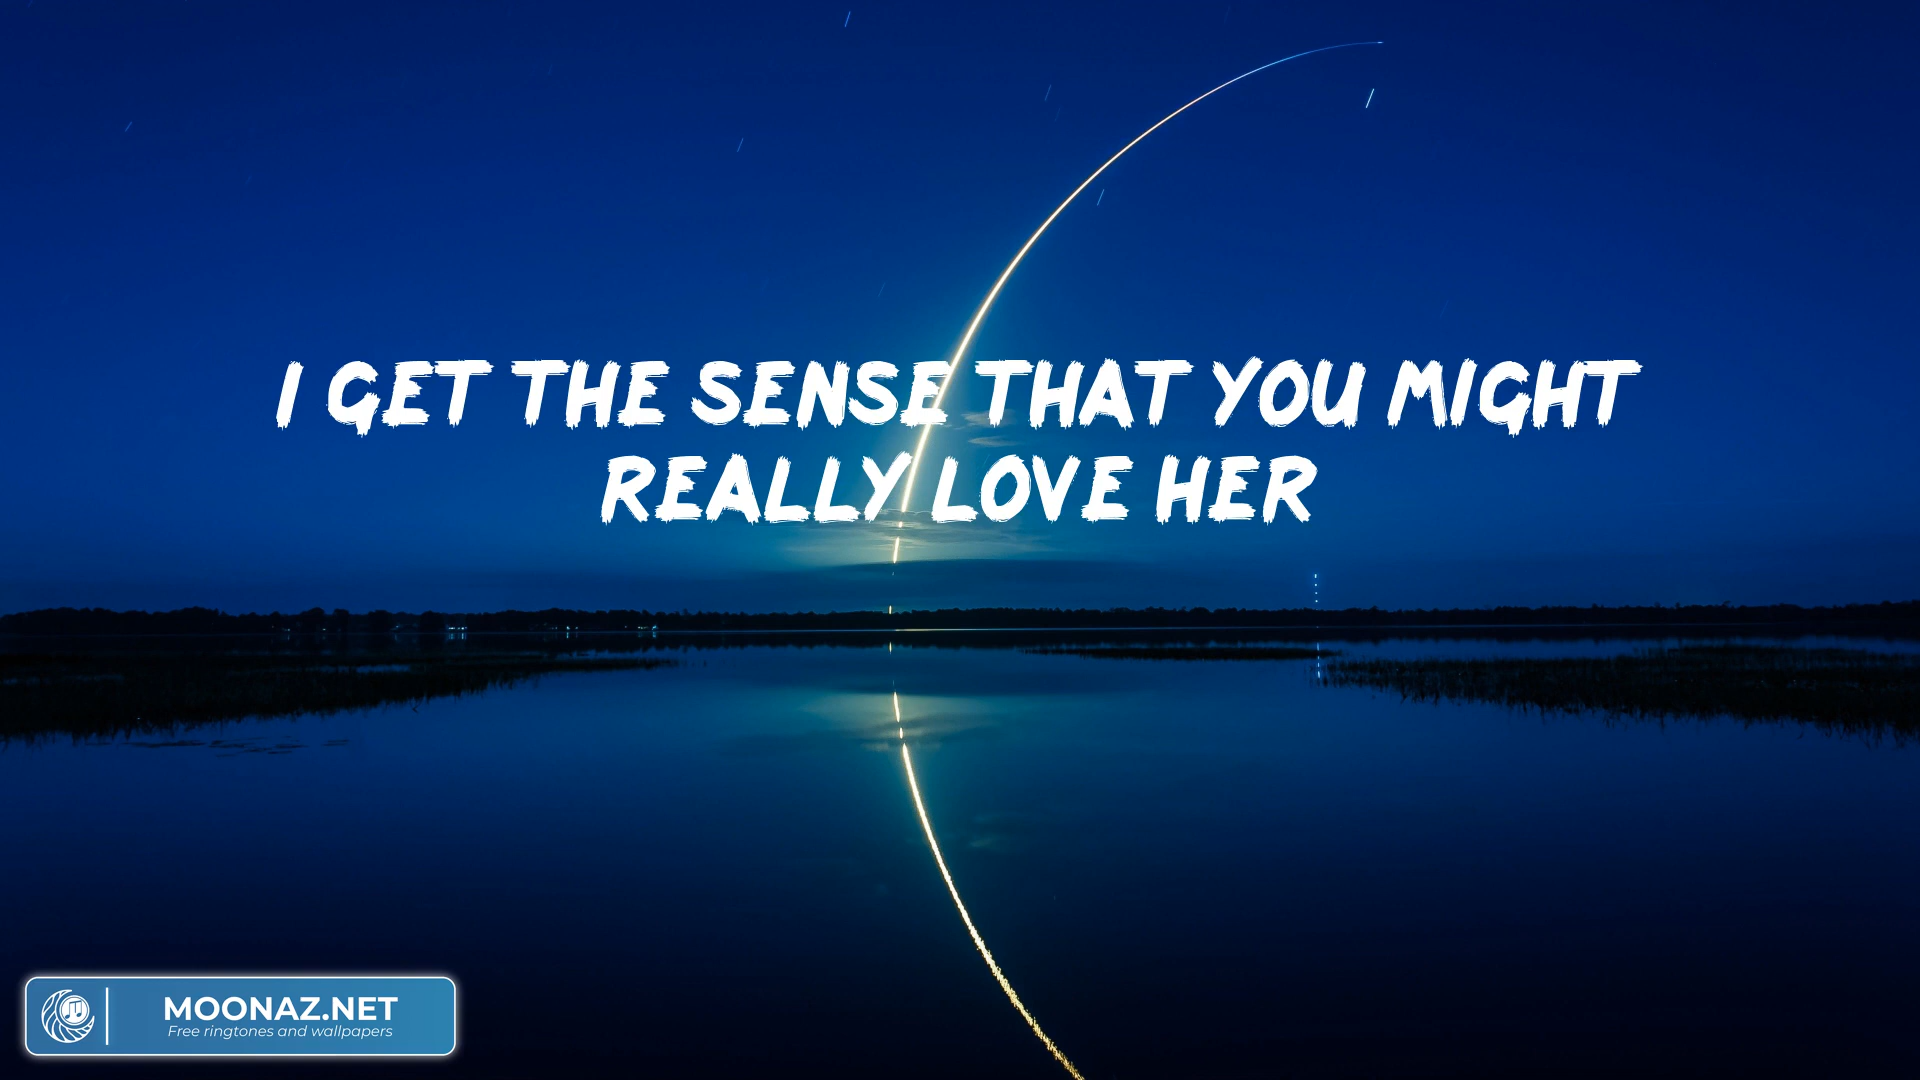 I GET THE SENSE THAT YOU MIGHT
REALLY LOVE HER
MOONAZ.NET
Free ringtones and wallpapers